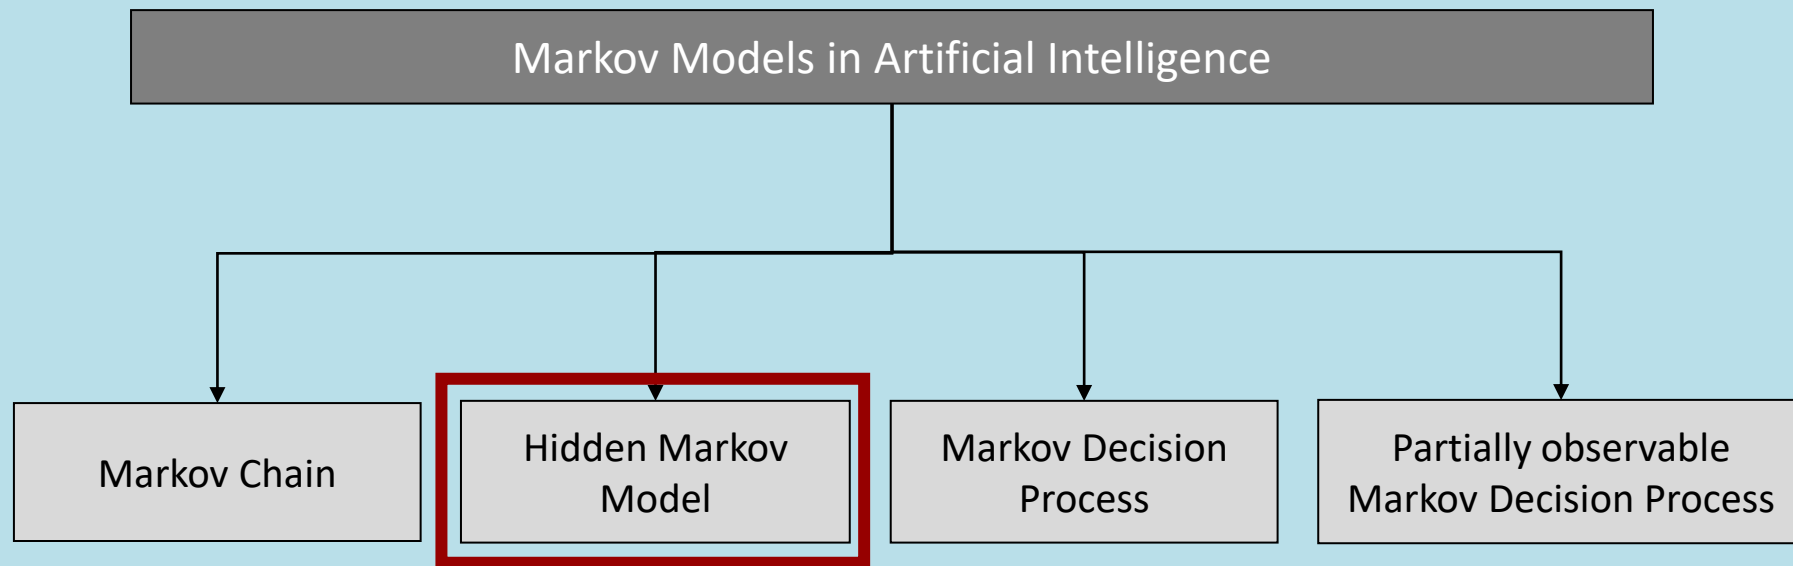 Markov Models in Artificial Intelligence
Markov Chain
Hidden Markov
Model
Markov Decision
Process
Partially observable
Markov Decision Process